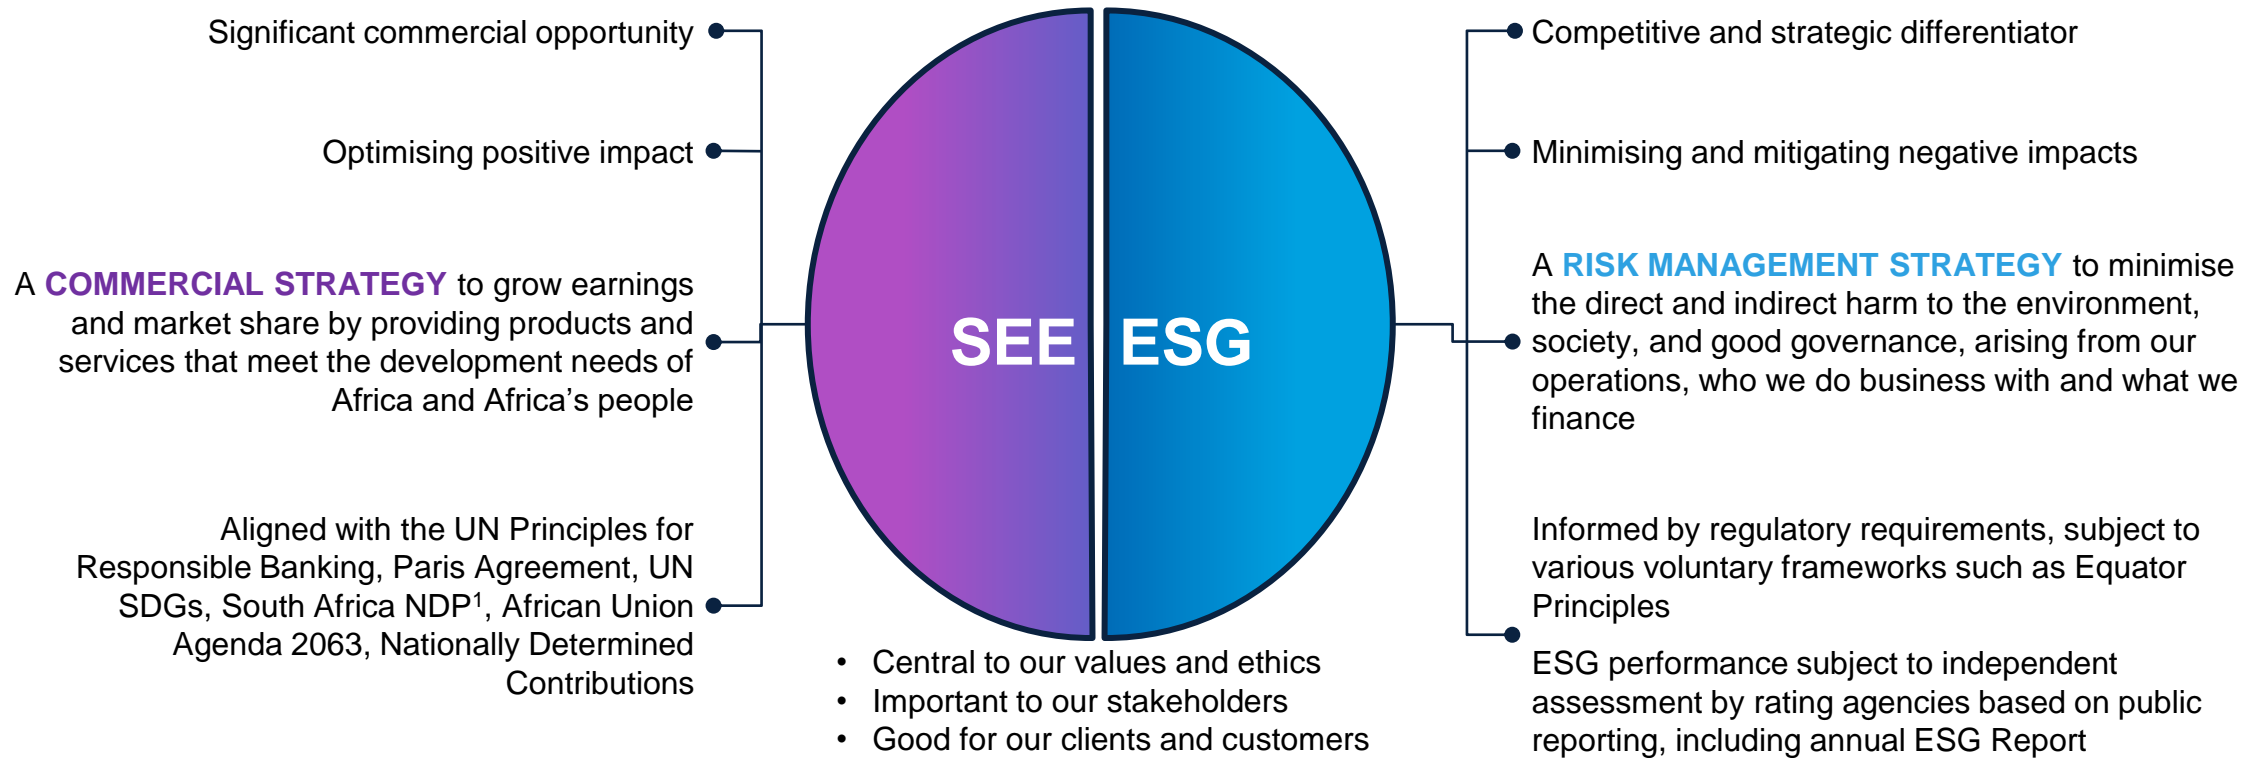 Significant commercial opportunity
Optimising positive impact
A COMMERCIAL STRATEGY to grow earnings
and market share by providing products and
services that meet the development needs of
Africa and Africa's people
Aligned with the UN Principles for
Responsible Banking, Paris Agreement, UN
SDGs, South Africa NDP¹, African Union
Agenda 2063, Nationally Determined
Contributions
SEE
ESG
• Central to our values and ethics
• Important to our stakeholders
• Good for our clients and customers
Competitive and strategic differentiator
Minimising and mitigating negative impacts
A RISK MANAGEMENT STRATEGY to minimise
the direct and indirect harm to the environment,
society, and good governance, arising from our
operations, who we do business with and what we
finance
Informed by regulatory requirements, subject to
various voluntary frameworks such as Equator
Principles
ESG performance subject to independent
assessment by rating agencies based on public
reporting, including annual ESG Report